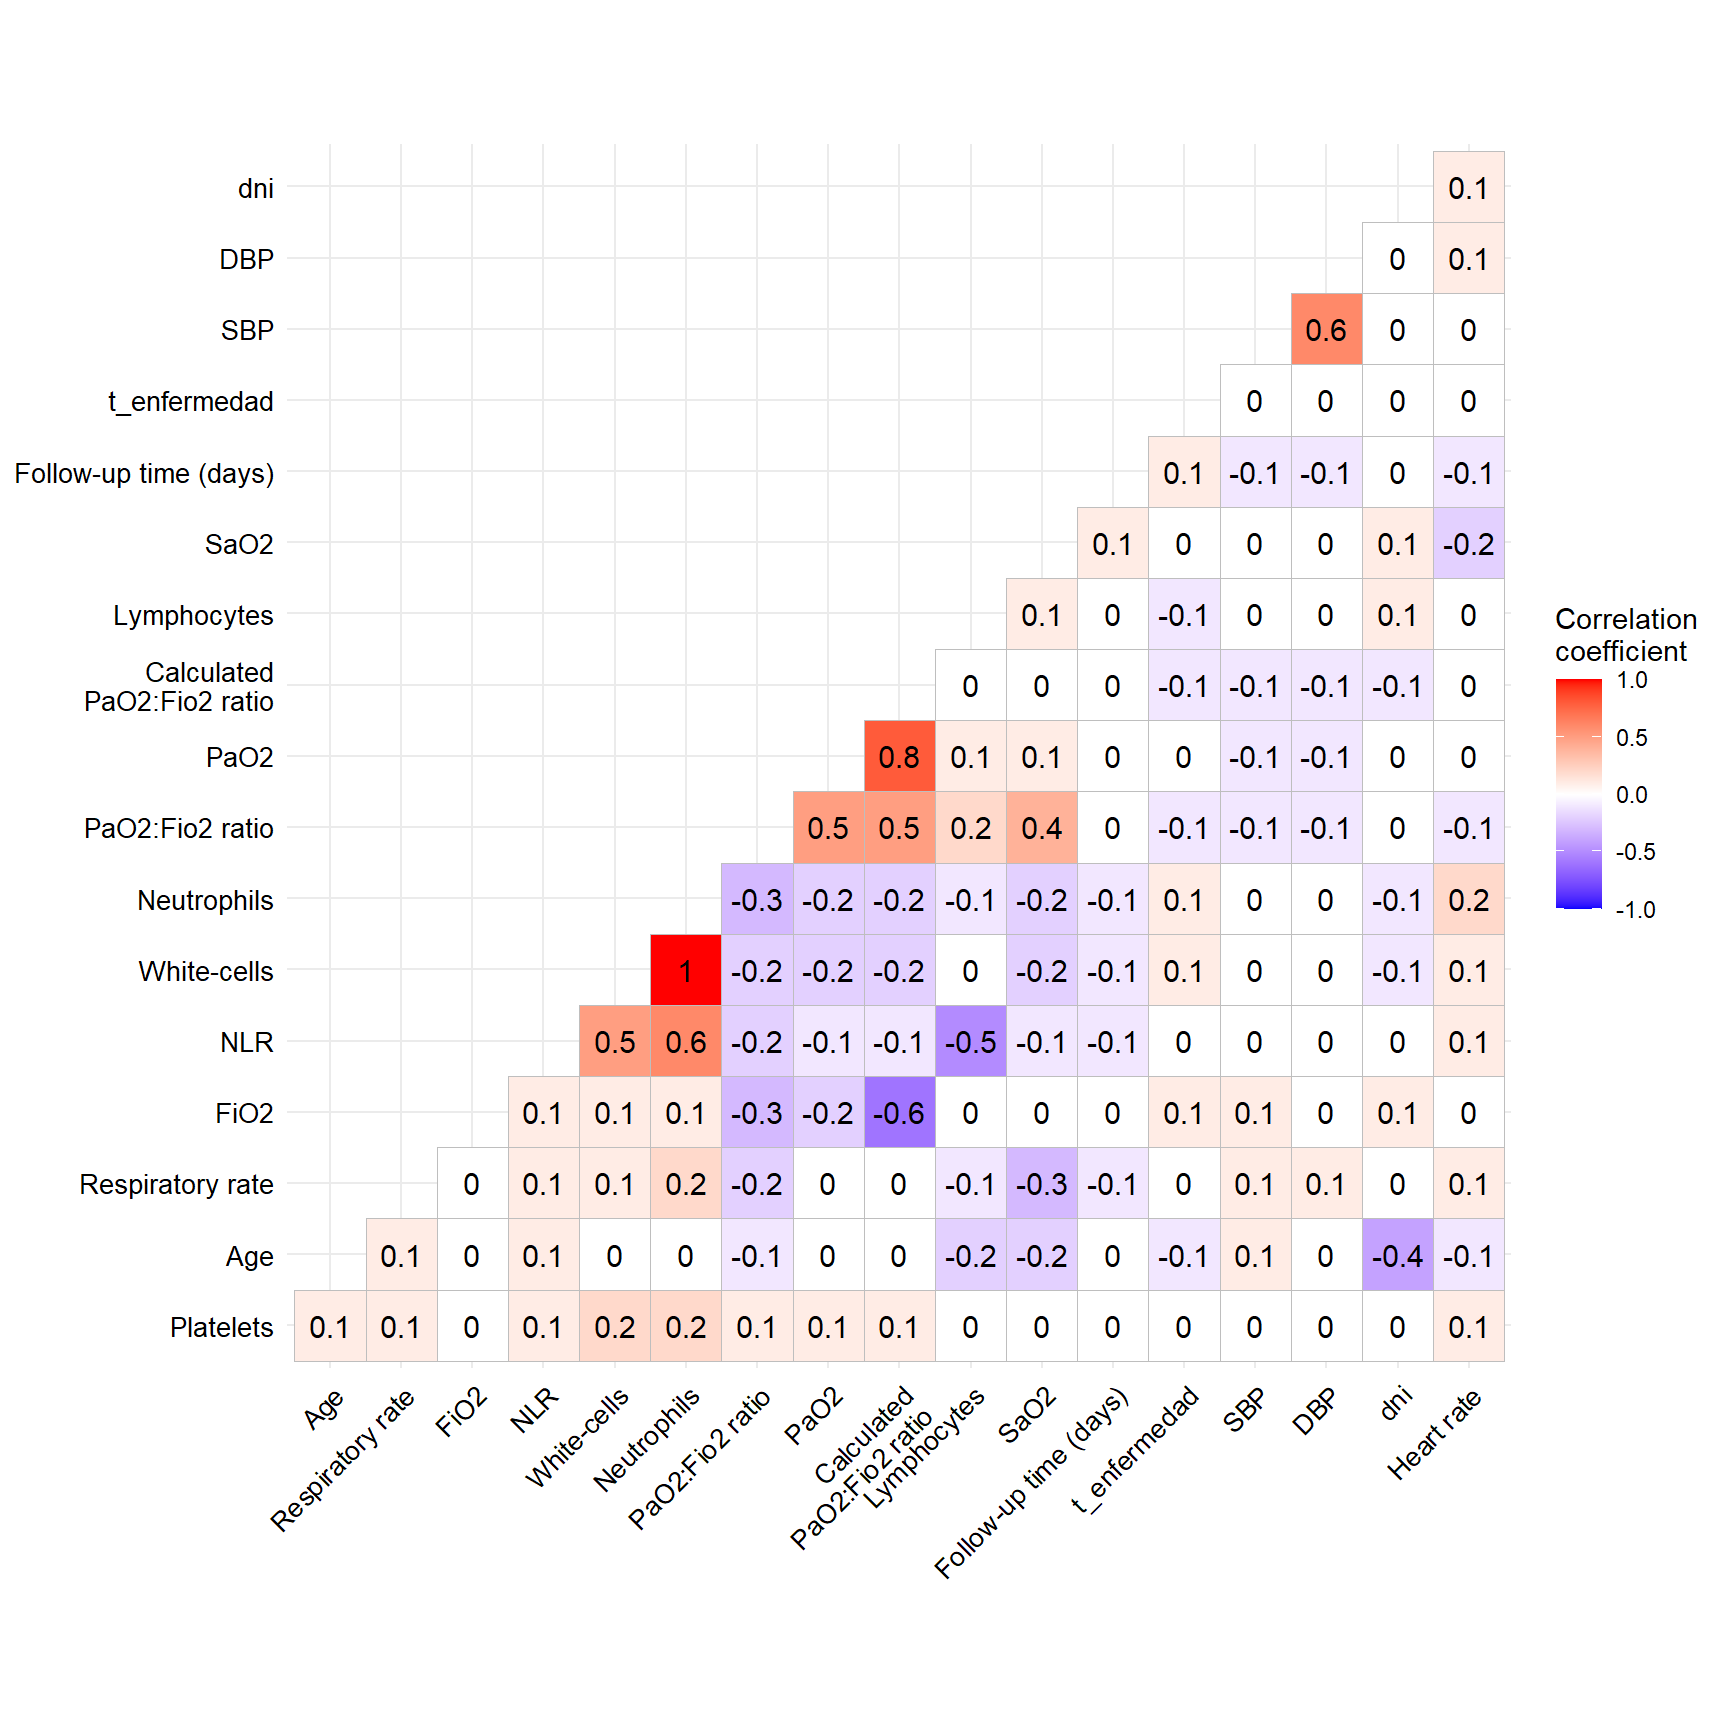 dni 0.1
DBP 0 0.1
SBP 0.6 0 0
t_enfermedad 0 0 0 0
Follow-up time (days) 0.1 -0.1 -0.1 0 -0.1
SaO2 0.1 0 0 0 0.1 -0.2
Lymphocytes 0.1 0 -0.1 0 0 0.1 0
Calculated
PaO2:Fio2 ratio 0 0 0 -0.1 -0.1 -0.1 -0.1 0
PaO2 0.8 0.1 0.1 0 0 -0.1 -0.1 0 0
PaO2:Fio2 ratio 0.5 0.5 0.2 0.4 0 -0.1 -0.1 -0.1 0 -0.1
Neutrophils -0.3 -0.2 -0.2 -0.1 -0.2 -0.1 0.1 0 0 -0.1 0.2
White-cells 1 -0.2 -0.2 -0.2 0 -0.2 -0.1 0.1 0 0 -0.1 0.1
NLR 0.5 0.6 -0.2 -0.1 -0.1 -0.5 -0.1 -0.1 0 0 0 0 0.1
FiO2 0.1 0.1 0.1 -0.3 -0.2 -0.6 0 0 0 0.1 0.1 0 0.1 0
Respiratory rate 0 0.1 0.1 0.2 -0.2 0 0 -0.1 -0.3 -0.1 0 0.1 0.1 0 0.1
Age 0.1 0 0.1 0 0 -0.1 0 0 -0.2 -0.2 0 -0.1 0.1 0 -0.4 -0.1
Platelets 0.1 0.1 0 0.1 0.2 0.2 0.1 0.1 0.1 0 0 0 0 0 0 0 0.1
Age
Respiratory rate
FiO2
NLR
White-cells
Neutrophils
PaO2:Fio2 ratio
PaO2
Calculated
PaO2:Fio2 ratio
Lymphocytes
SaO2
Follow-up time (days)
t_enfermedad
SBP
DBP
dni
Heart rate
Correlation
coefficient
1.0
0.5
0.0
-0.5
-1.0